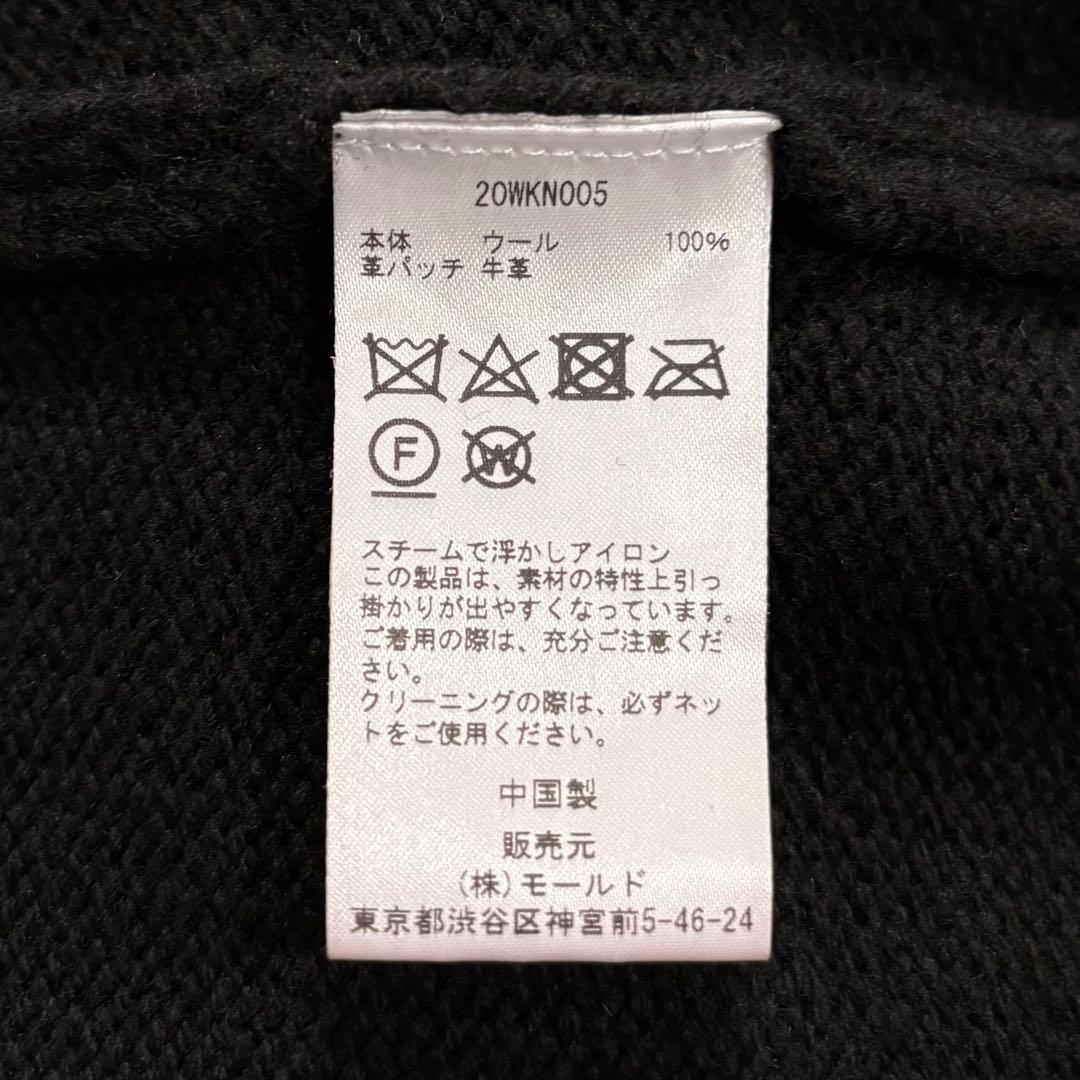 20WKN005
本体 ウール 100%
革パッチ 牛革
F W
スチームで浮かしアイロン
この製品は、素材の特性上引っ
掛かりが出やすくなっています。
ご着用の際は、充分ご注意くだ
さい。
クリーニングの際は、必ずネッ
トをご使用ください。
中国製
販売元
(株)モールド
東京都渋谷区神宮前5-46-24